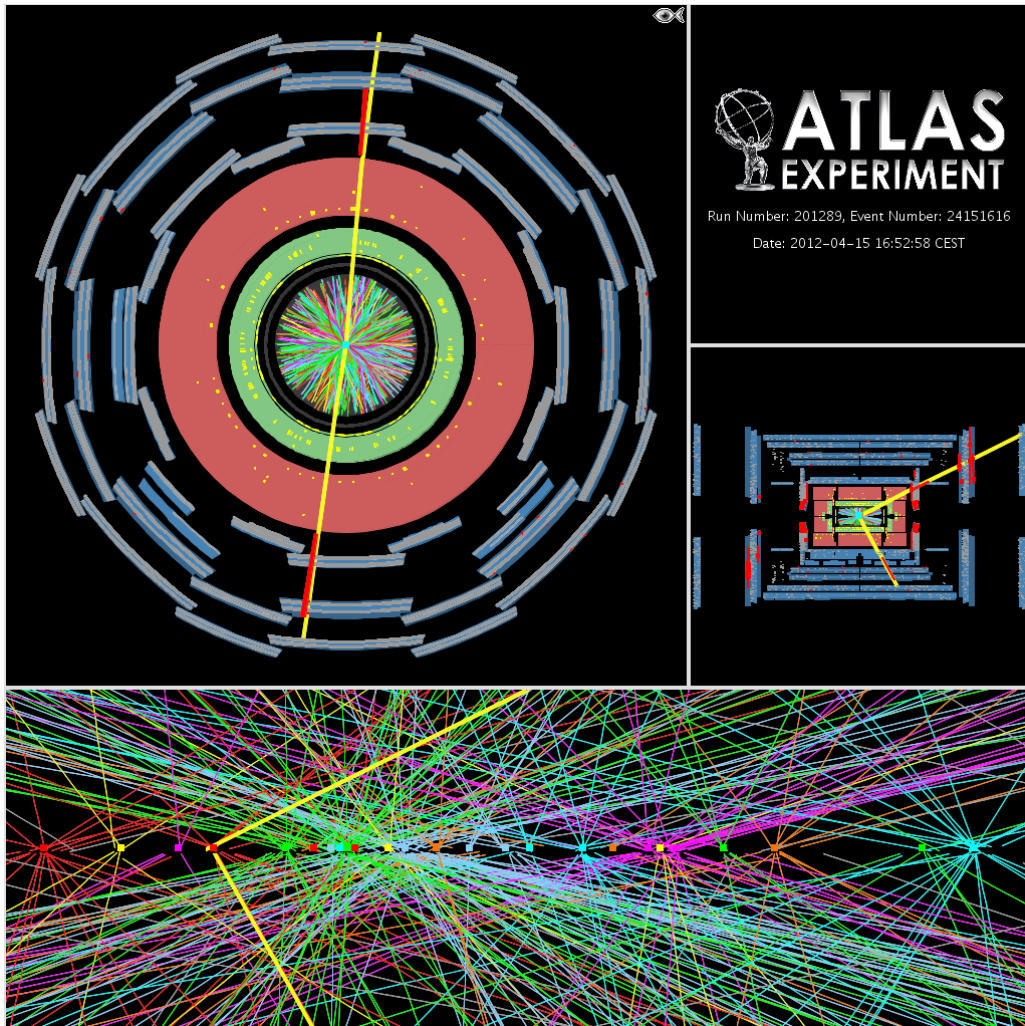 ATLAS
EXPERIMENT
Run Number: 201289, Event Number: 24151616
Date: 2012-04-15 16:52:58 CEST